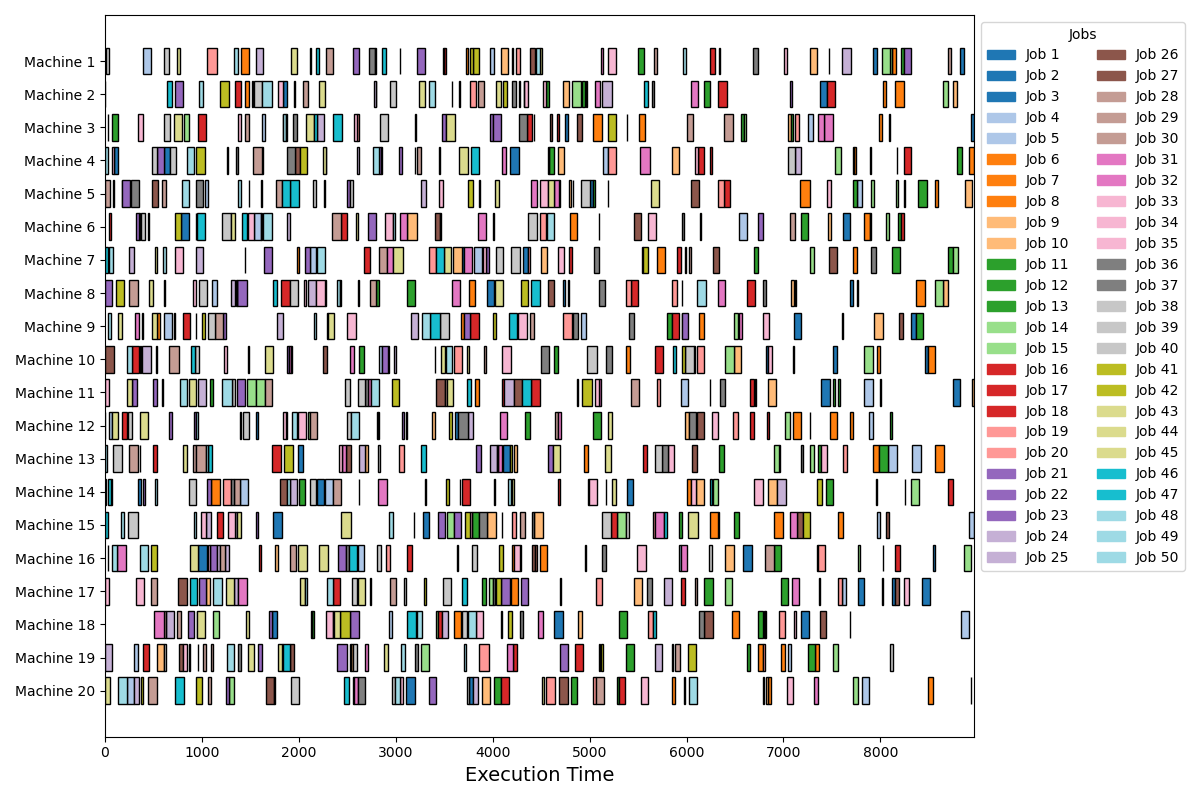 Machine 1
Machine 2
Machine 3
Machine 4
Machine 5
Machine 6
Machine 7
Machine 8
Machine 9
Machine 10
Machine 11
Machine 12
Machine 13
Machine 14
Machine 15
Machine 16
Machine 17
Machine 18
Machine 19
Machine 20
0 1000 2000 3000 4000 5000 6000 7000 8000
Execution Time
Jobs
Job 1
Job 2
Job 3
Job 4
Job 5
Job 6
Job 7
Job 8
Job 9
Job 10
Job 11
Job 12
Job 13
Job 14
Job 15
Job 16
Job 17
Job 18
Job 19
Job 20
Job 21
Job 22
Job 23
Job 24
Job 25
Job 26
Job 27
Job 28
Job 29
Job 30
Job 31
Job 32
Job 33
Job 34
Job 35
Job 36
Job 37
Job 38
Job 39
Job 40
Job 41
Job 42
Job 43
Job 44
Job 45
Job 46
Job 47
Job 48
Job 49
Job 50